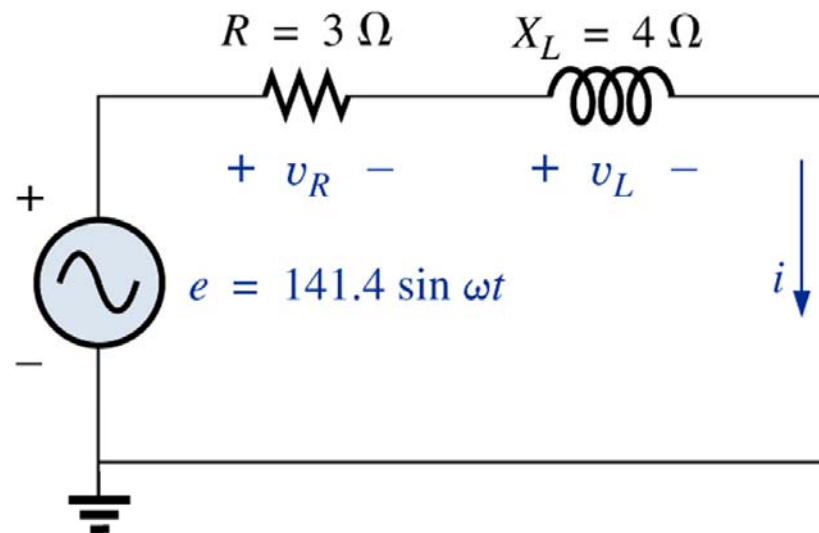 R = 3 Ω
X_L = 4 Ω
+ v_R −
+ v_L −
+
e = 141.4 sin ωt
i
−